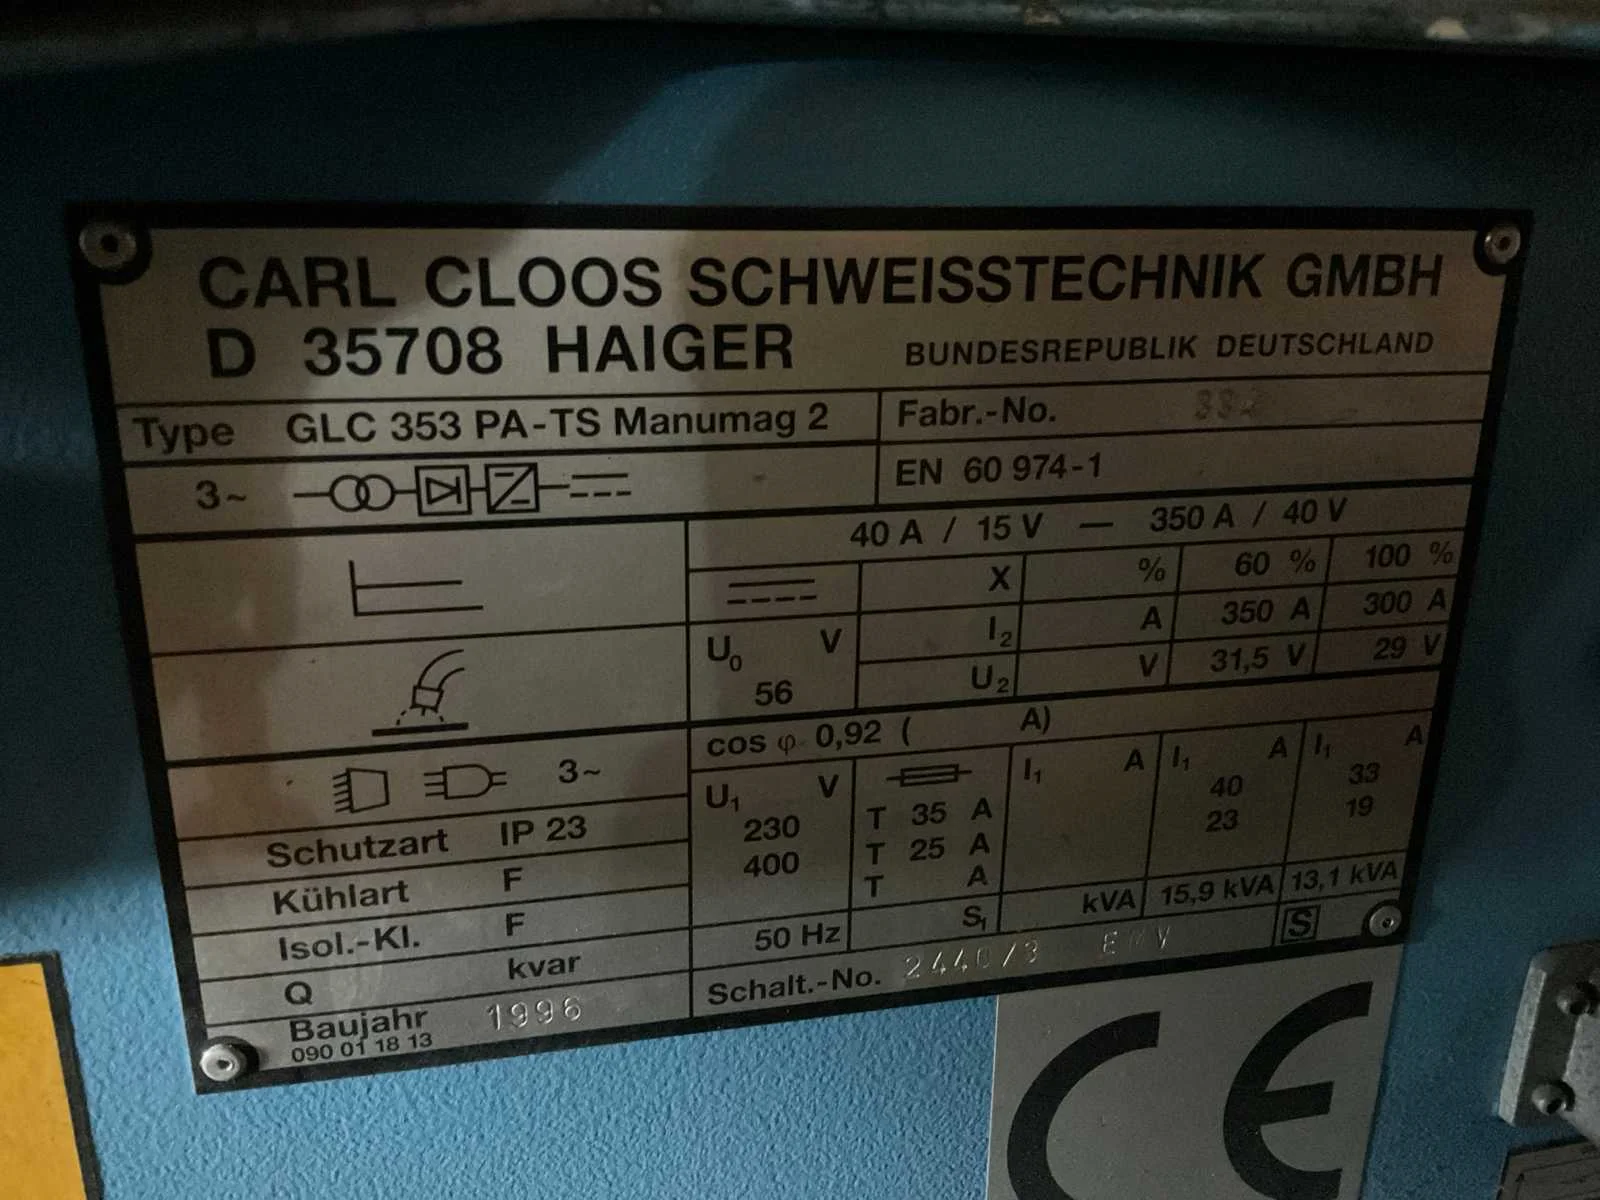 CARL CLOOS SCHWEISSTECHNIK GMBH
D 35708 HAIGER BUNDESREPUBLIK DEUTSCHLAND
Type GLC 353 PA-TS Manumag 2 Fabr.-No.
3~ EN 60 974-1
40 A / 15 V — 350 A / 40 V
X % 60 % 100 %
I₂ A 350 A 300 A
U₀ V U₂ V 31,5 V 29 V
56
cos φ 0,92 ( A)
3~ U₁ V I₁ A I₁ A I₁ A
230 T 35 A 40 33
400 T 25 A 23 19
T A
Schutzart IP 23
Kühlart F
Isol.-Kl. F 50 Hz S₁ kVA 15,9 kVA 13,1 kVA
Q kvar Schalt.-No. 2440/3 EMV S
Baujahr 1996
090 01 18 13
CE